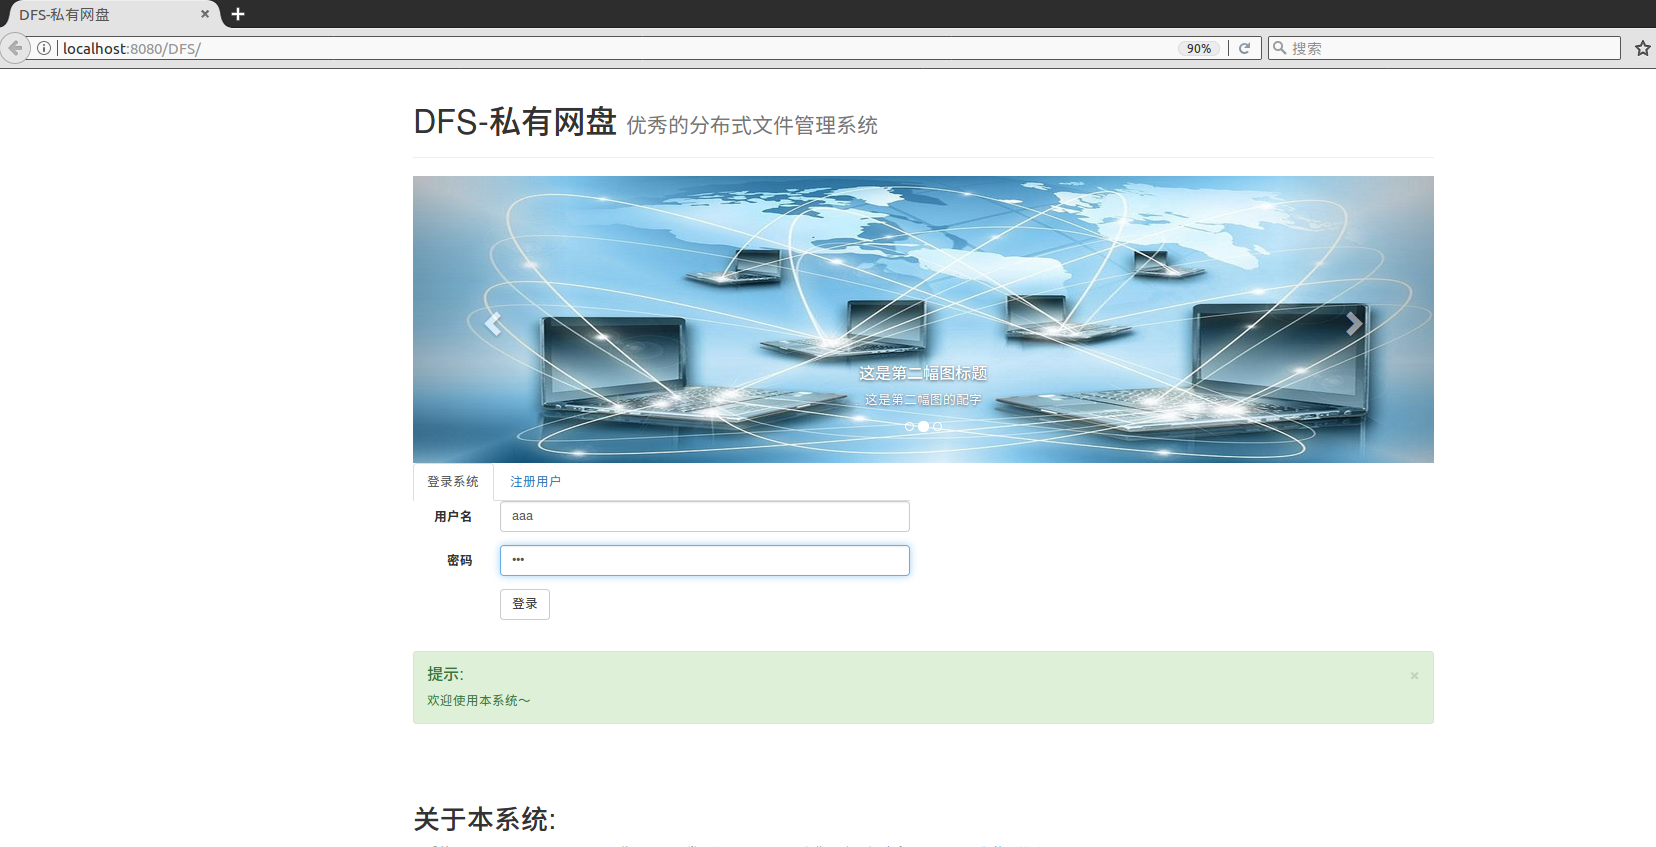 DFS-私有网盘
localhost:8080/DFS/ 90% 搜索
DFS-私有网盘 优秀的分布式文件管理系统
这是第二幅图标题
这是第二幅图的配字
登录系统 注册用户
用户名 aaa
密码 •••
登录
提示: ×
欢迎使用本系统～
关于本系统: